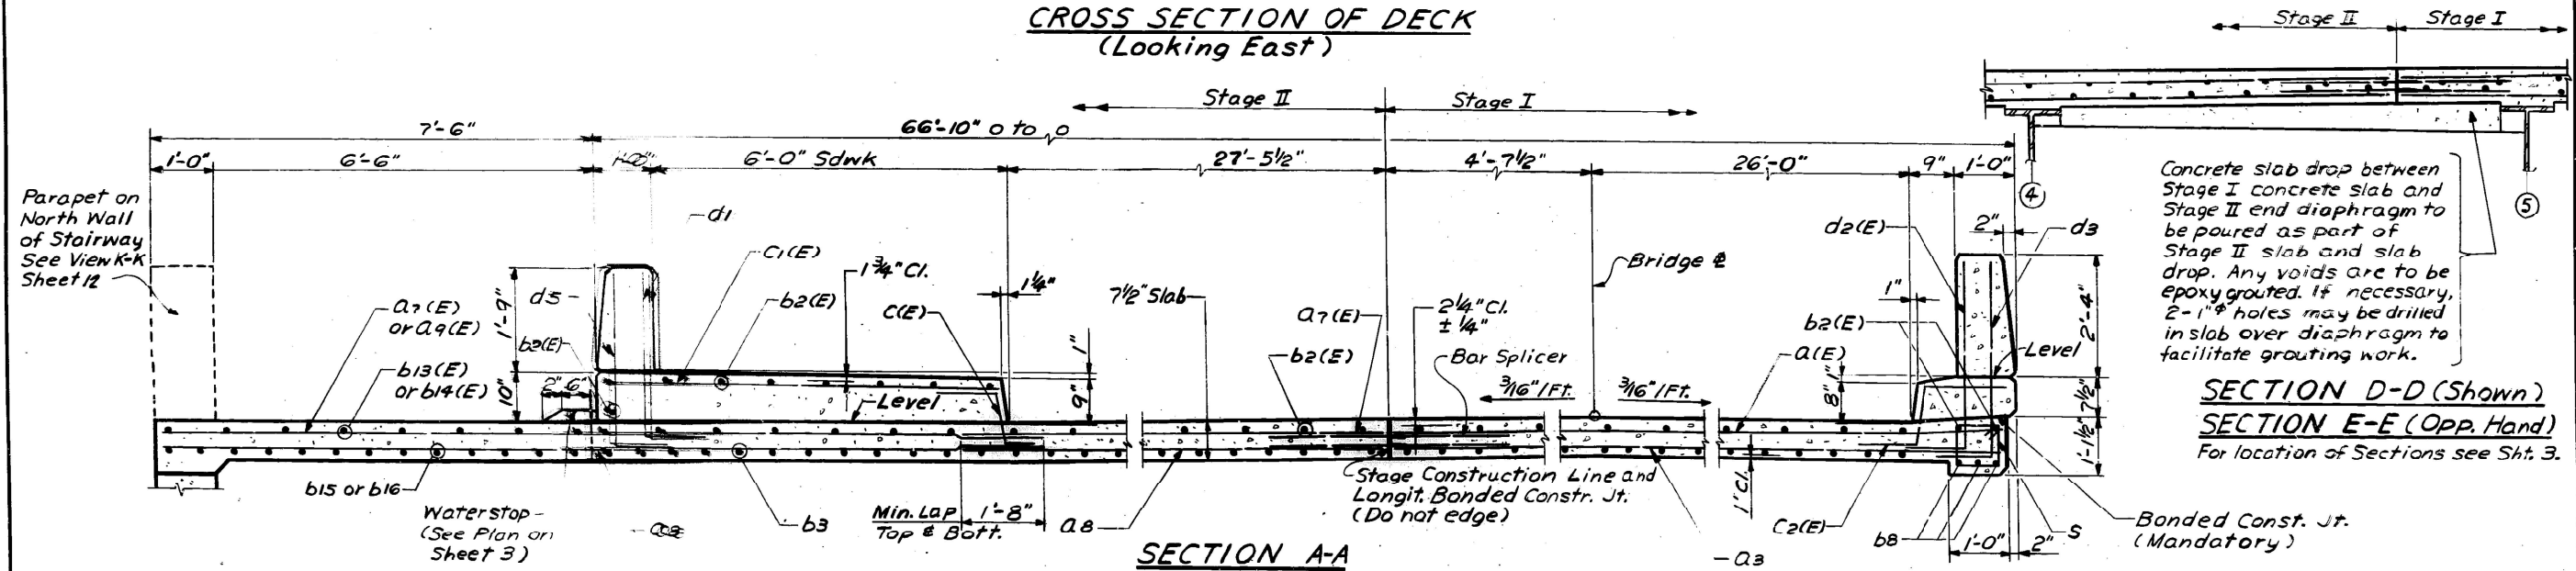 CROSS SECTION OF DECK
(Looking East)
Stage II
Stage I
Stage II
Stage I
7'-6"
66'-10" o to o
1'-0"
6'-6"
6'-0" Sdwk
27'-5½"
4'-7½"
26'-0"
9"
1'-0"
Parapet on
North Wall
of Stairway
See View K-K
Sheet 12
d1
c1(E)
1¾" Cl.
1¼"
d5
b2(E)
c(E)
7½" Slab
a7(E)
or a9(E)
1'-9"
b13(E)
or b14(E)
10"
2"
6"
Level
1"
9"
a7(E)
b2(E)
2¼" Cl.
± ¼"
Bar Splicer
Bridge ℄
3/16"/Ft.
3/16"/Ft.
d2(E)
2"
d3
1"
b2(E)
a(E)
Level
8"
1"
2'-4"
7½"
1'-1½"
b15 or b16
Waterstop
(See Plan on
Sheet 3)
b3
Min. Lap
Top & Bott.
1'-8"
a8
Stage Construction Line and
Longit. Bonded Constr. Jt.
(Do not edge)
1" Cl.
c2(E)
b8
1'-0"
2"
s
a3
Bonded Const. Jt.
(Mandatory)
SECTION A-A
4
5
Concrete slab drop between
Stage I concrete slab and
Stage II end diaphragm to
be poured as part of
Stage II slab and slab
drop. Any voids are to be
epoxy grouted. If necessary,
2-1"φ holes may be drilled
in slab over diaphragm to
facilitate grouting work.
SECTION D-D (Shown)
SECTION E-E (Opp. Hand)
For location of Sections see Sht. 3.